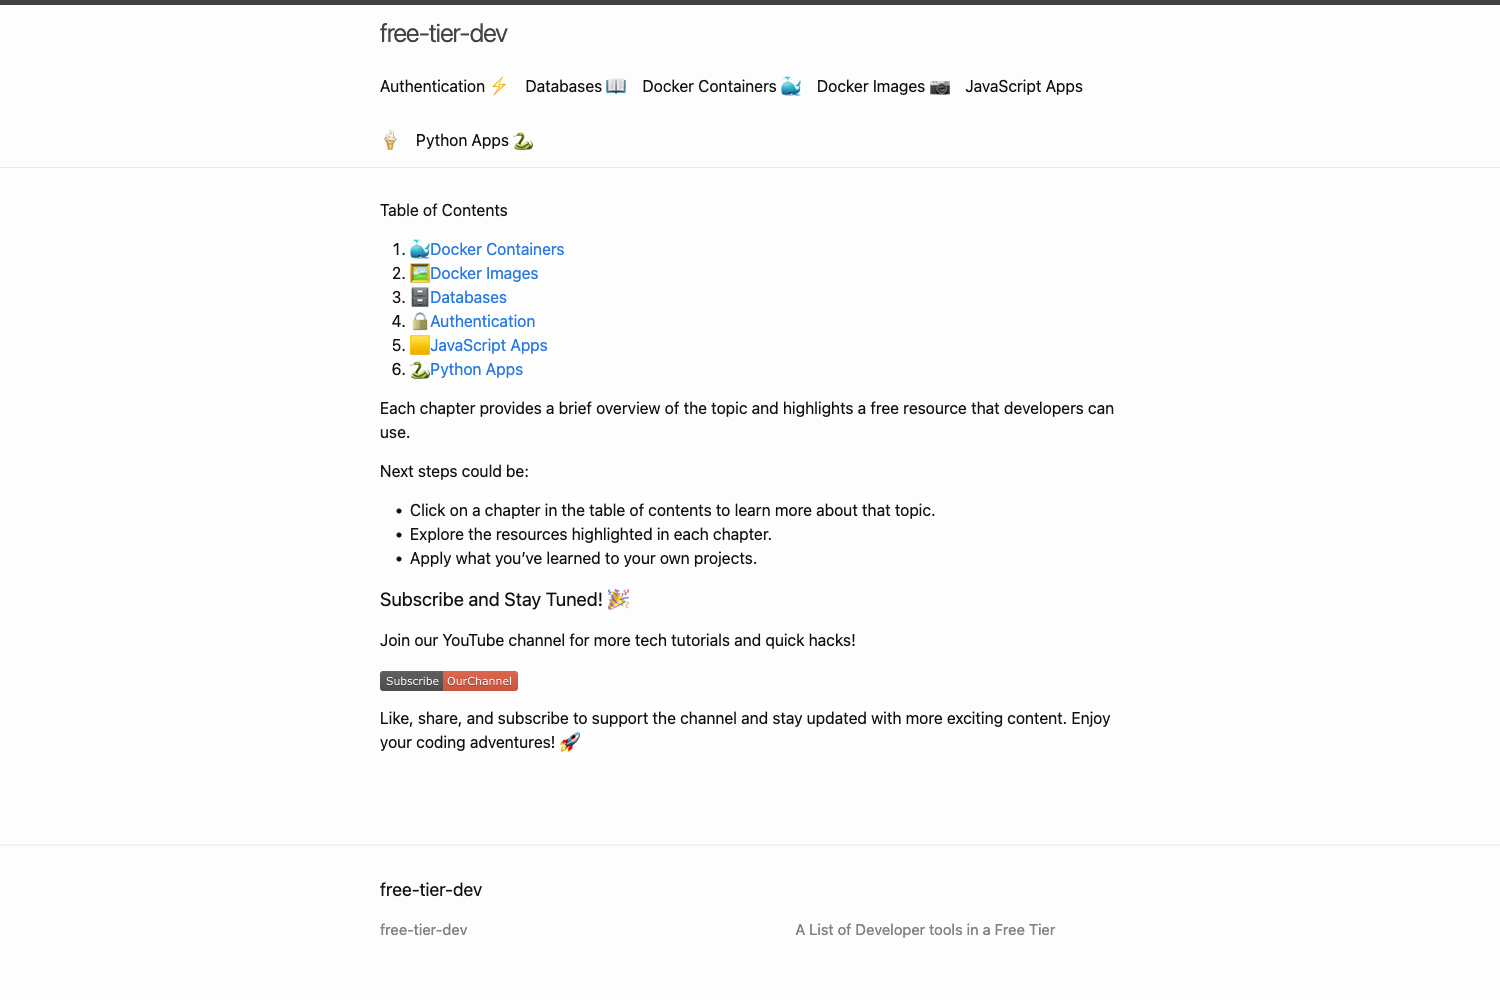 free-tier-dev
Authentication ⚡ Databases 📖 Docker Containers 🐳 Docker Images 📷 JavaScript Apps
🍦 Python Apps 🐍
Table of Contents
1. 🐳Docker Containers
2. 🖼️Docker Images
3. 🗄️Databases
4. 🔒Authentication
5. 🟨JavaScript Apps
6. 🐍Python Apps
Each chapter provides a brief overview of the topic and highlights a free resource that developers can
use.
Next steps could be:
• Click on a chapter in the table of contents to learn more about that topic.
• Explore the resources highlighted in each chapter.
• Apply what you’ve learned to your own projects.
Subscribe and Stay Tuned! 🎉
Join our YouTube channel for more tech tutorials and quick hacks!
Subscribe OurChannel
Like, share, and subscribe to support the channel and stay updated with more exciting content. Enjoy
your coding adventures! 🚀
free-tier-dev
free-tier-dev A List of Developer tools in a Free Tier